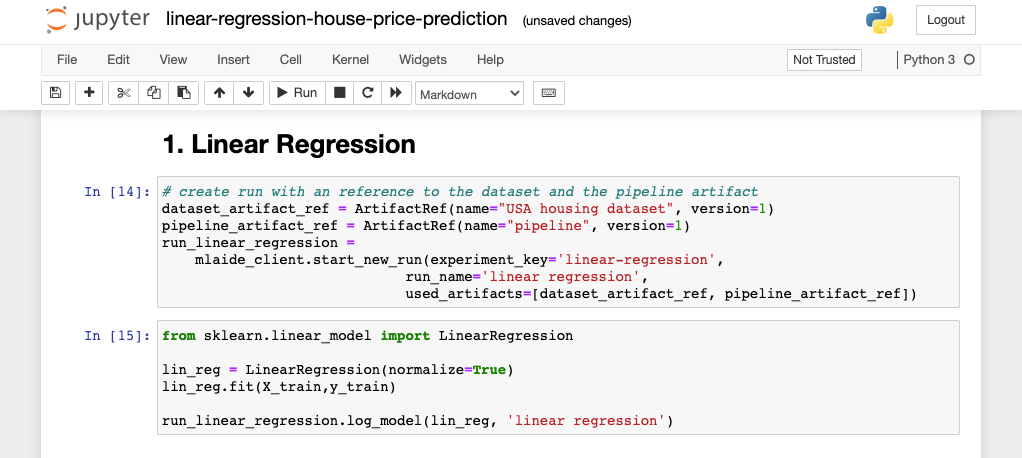 jupyter linear-regression-house-price-prediction (unsaved changes) Logout
File Edit View Insert Cell Kernel Widgets Help Not Trusted Python 3
Run Markdown
1. Linear Regression
In [14]: # create run with an reference to the dataset and the pipeline artifact
dataset_artifact_ref = ArtifactRef(name="USA housing dataset", version=1)
pipeline_artifact_ref = ArtifactRef(name="pipeline", version=1)
run_linear_regression =
    mlaide_client.start_new_run(experiment_key='linear-regression',
                             run_name='linear regression',
                             used_artifacts=[dataset_artifact_ref, pipeline_artifact_ref])
In [15]: from sklearn.linear_model import LinearRegression
lin_reg = LinearRegression(normalize=True)
lin_reg.fit(X_train,y_train)
run_linear_regression.log_model(lin_reg, 'linear regression')